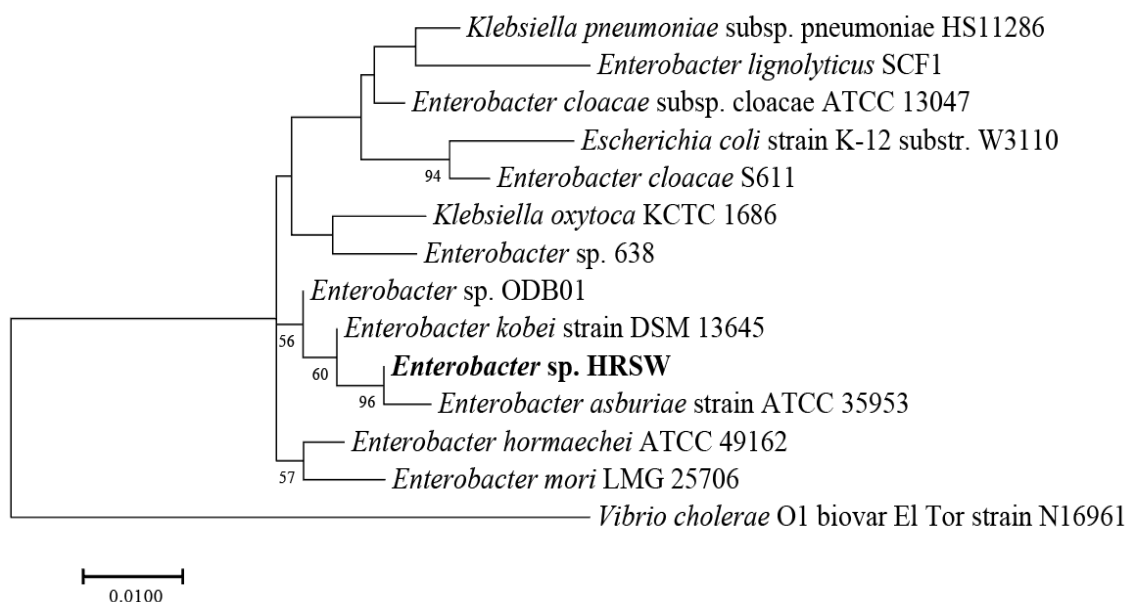 Klebsiella pneumoniae subsp. pneumoniae HS11286
Enterobacter lignolyticus SCF1
Enterobacter cloacae subsp. cloacae ATCC 13047
Escherichia coli strain K-12 substr. W3110
94
Enterobacter cloacae S611
Klebsiella oxytoca KCTC 1686
Enterobacter sp. 638
Enterobacter sp. ODB01
56
Enterobacter kobei strain DSM 13645
60
Enterobacter sp. HRSW
96
Enterobacter asburiae strain ATCC 35953
Enterobacter hormaechei ATCC 49162
57
Enterobacter mori LMG 25706
Vibrio cholerae O1 biovar El Tor strain N16961
0.0100